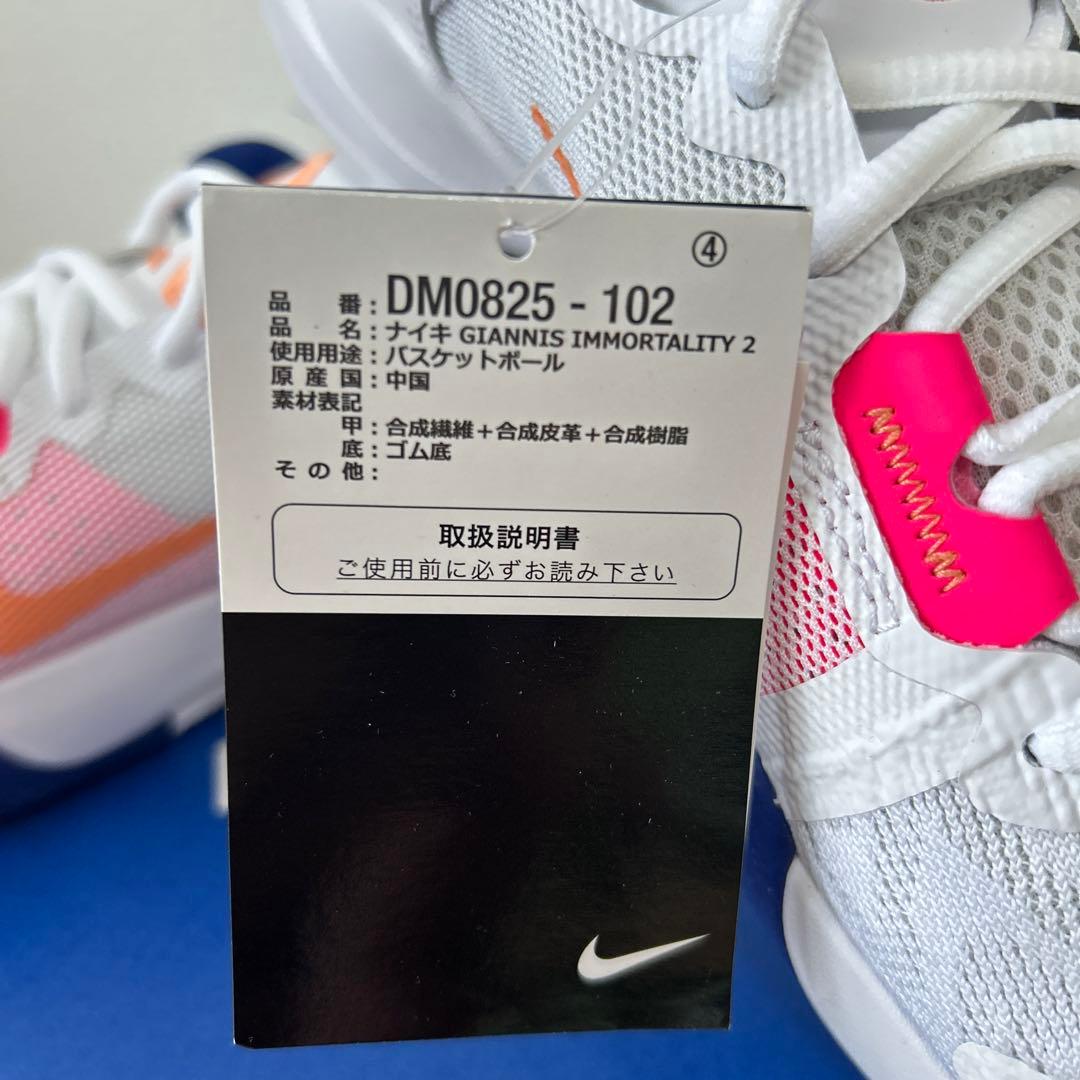 ④
品番：DM0825 - 102
品名：ナイキ GIANNIS IMMORTALITY 2
使用用途：バスケットボール
原産国：中国
素材表記
甲：合成繊維＋合成皮革＋合成樹脂
底：ゴム底
その他：
取扱説明書
ご使用前に必ずお読み下さい